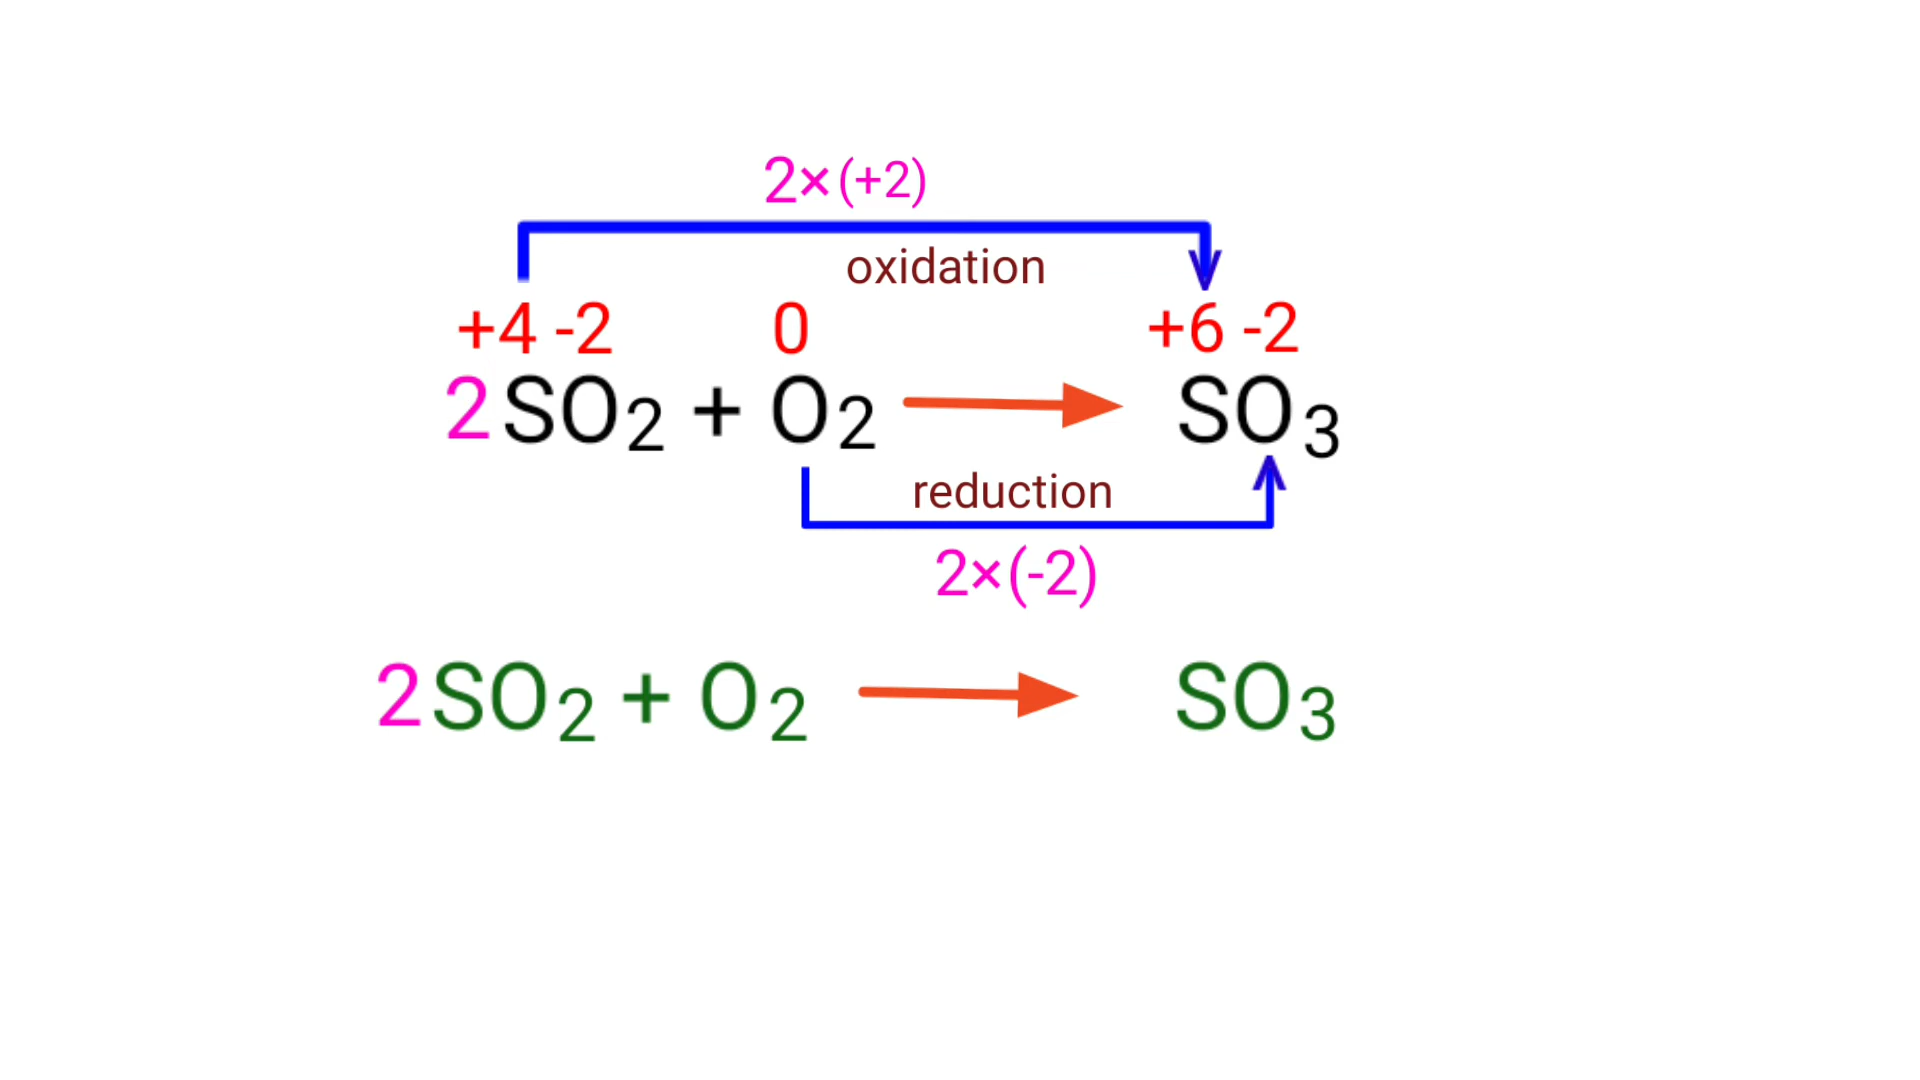 2×(+2)
oxidation
+4 -2 0 +6 -2
2SO₂ + O₂ → SO₃
reduction
2×(-2)
2SO₂ + O₂ → SO₃